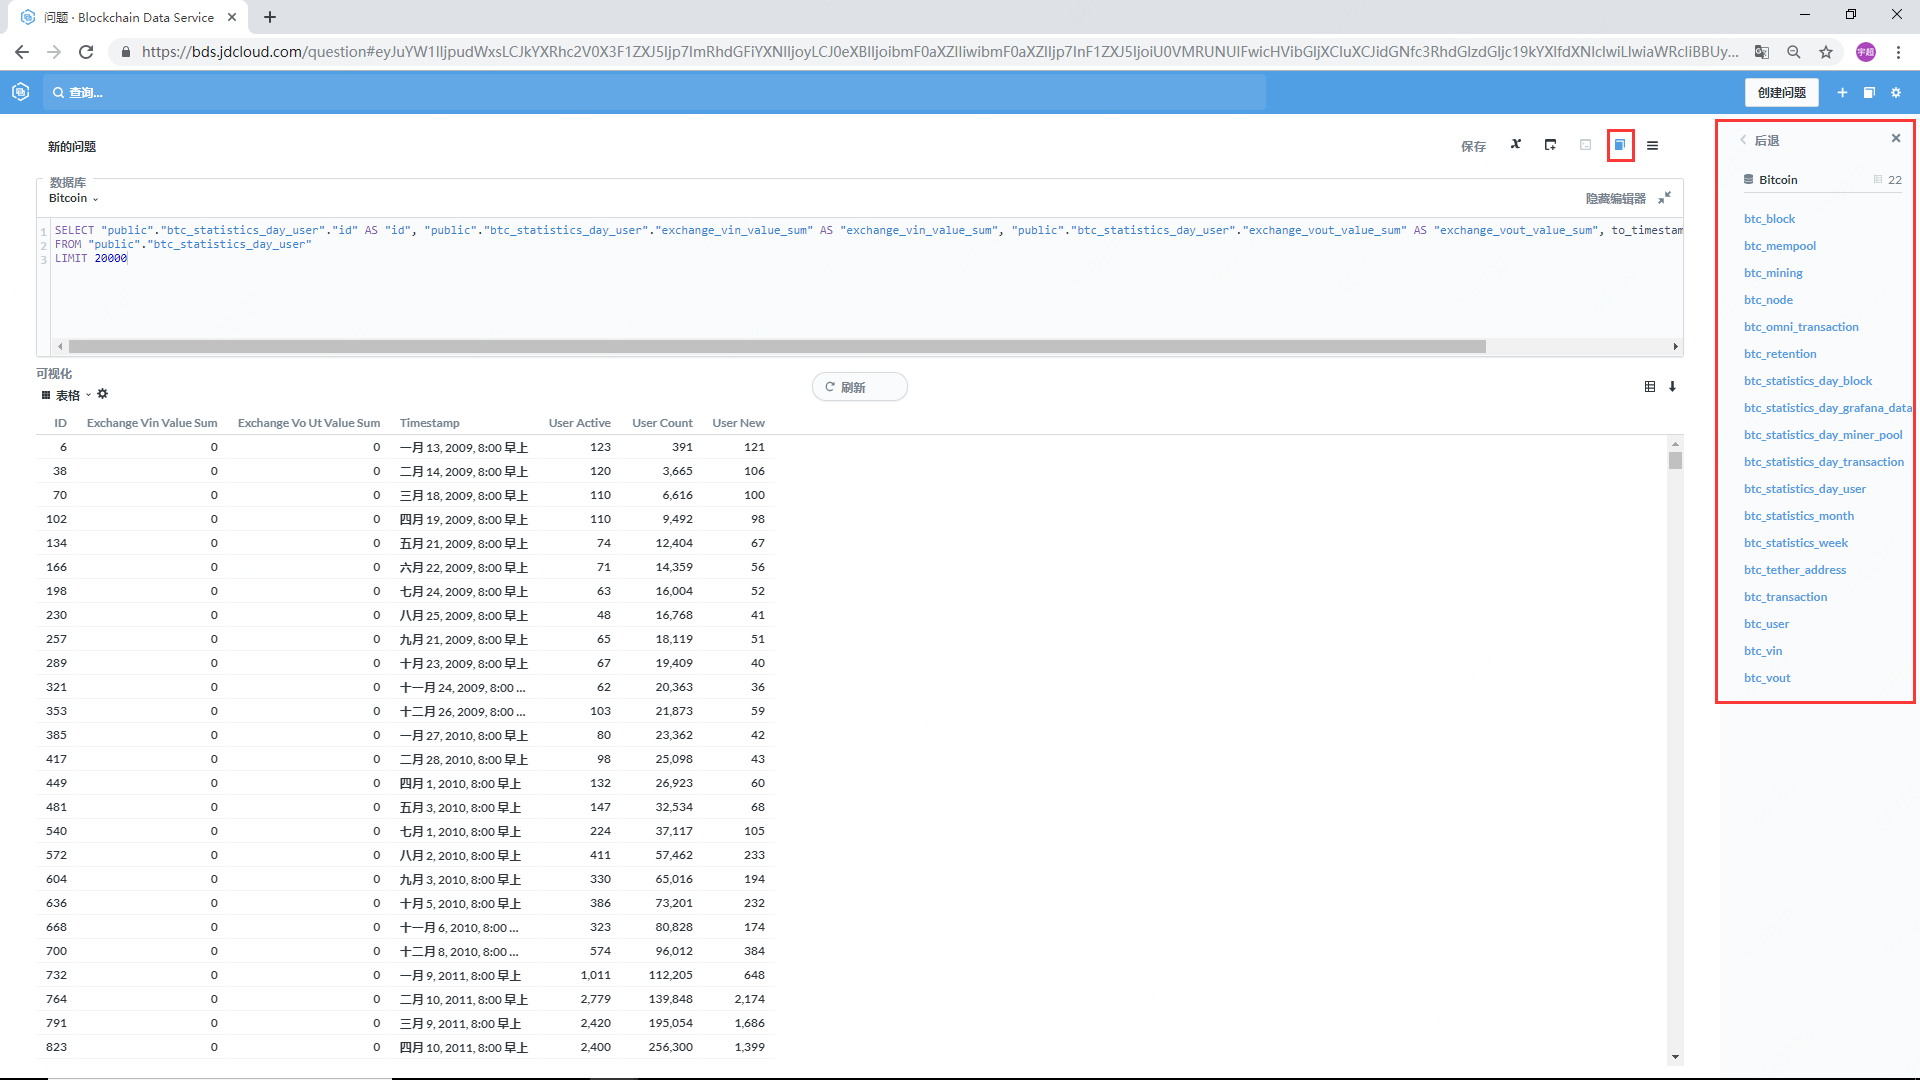 问题 · Blockchain Data Service
查询...
创建问题
新的问题
保存
数据库
Bitcoin
隐藏编辑器
1 SELECT "public"."btc_statistics_day_user"."id" AS "id", "public"."btc_statistics_day_user"."exchange_vin_value_sum" AS "exchange_vin_value_sum", "public"."btc_statistics_day_user"."exchange_vout_value_sum" AS "exchange_vout_value_sum", to_timestam
2 FROM "public"."btc_statistics_day_user"
3 LIMIT 20000
可视化
表格
刷新
ID Exchange Vin Value Sum Exchange Vo Ut Value Sum Timestamp User Active User Count User New
6 0 0 一月 13, 2009, 8:00 早上 123 391 121
38 0 0 二月 14, 2009, 8:00 早上 120 3,665 106
70 0 0 三月 18, 2009, 8:00 早上 110 6,616 100
102 0 0 四月 19, 2009, 8:00 早上 110 9,492 98
134 0 0 五月 21, 2009, 8:00 早上 74 12,404 67
166 0 0 六月 22, 2009, 8:00 早上 71 14,359 56
198 0 0 七月 24, 2009, 8:00 早上 63 16,004 52
230 0 0 八月 25, 2009, 8:00 早上 48 16,768 41
257 0 0 九月 21, 2009, 8:00 早上 65 18,119 51
289 0 0 十月 23, 2009, 8:00 早上 67 19,409 40
321 0 0 十一月 24, 2009, 8:00 ... 62 20,363 36
353 0 0 十二月 26, 2009, 8:00 ... 103 21,873 59
385 0 0 一月 27, 2010, 8:00 早上 80 23,362 42
417 0 0 二月 28, 2010, 8:00 早上 98 25,098 43
449 0 0 四月 1, 2010, 8:00 早上 132 26,923 60
481 0 0 五月 3, 2010, 8:00 早上 147 32,534 68
540 0 0 七月 1, 2010, 8:00 早上 224 37,117 105
572 0 0 八月 2, 2010, 8:00 早上 411 57,462 233
604 0 0 九月 3, 2010, 8:00 早上 330 65,016 194
636 0 0 十月 5, 2010, 8:00 早上 386 73,201 232
668 0 0 十一月 6, 2010, 8:00 ... 323 80,828 174
700 0 0 十二月 8, 2010, 8:00 ... 574 96,012 384
732 0 0 一月 9, 2011, 8:00 早上 1,011 112,205 648
764 0 0 二月 10, 2011, 8:00 早上 2,779 139,848 2,174
791 0 0 三月 9, 2011, 8:00 早上 2,420 195,054 1,686
823 0 0 四月 10, 2011, 8:00 早上 2,400 256,300 1,399
后退
Bitcoin 22
btc_block
btc_mempool
btc_mining
btc_node
btc_omni_transaction
btc_retention
btc_statistics_day_block
btc_statistics_day_grafana_data
btc_statistics_day_miner_pool
btc_statistics_day_transaction
btc_statistics_day_user
btc_statistics_month
btc_statistics_week
btc_tether_address
btc_transaction
btc_user
btc_vin
btc_vout